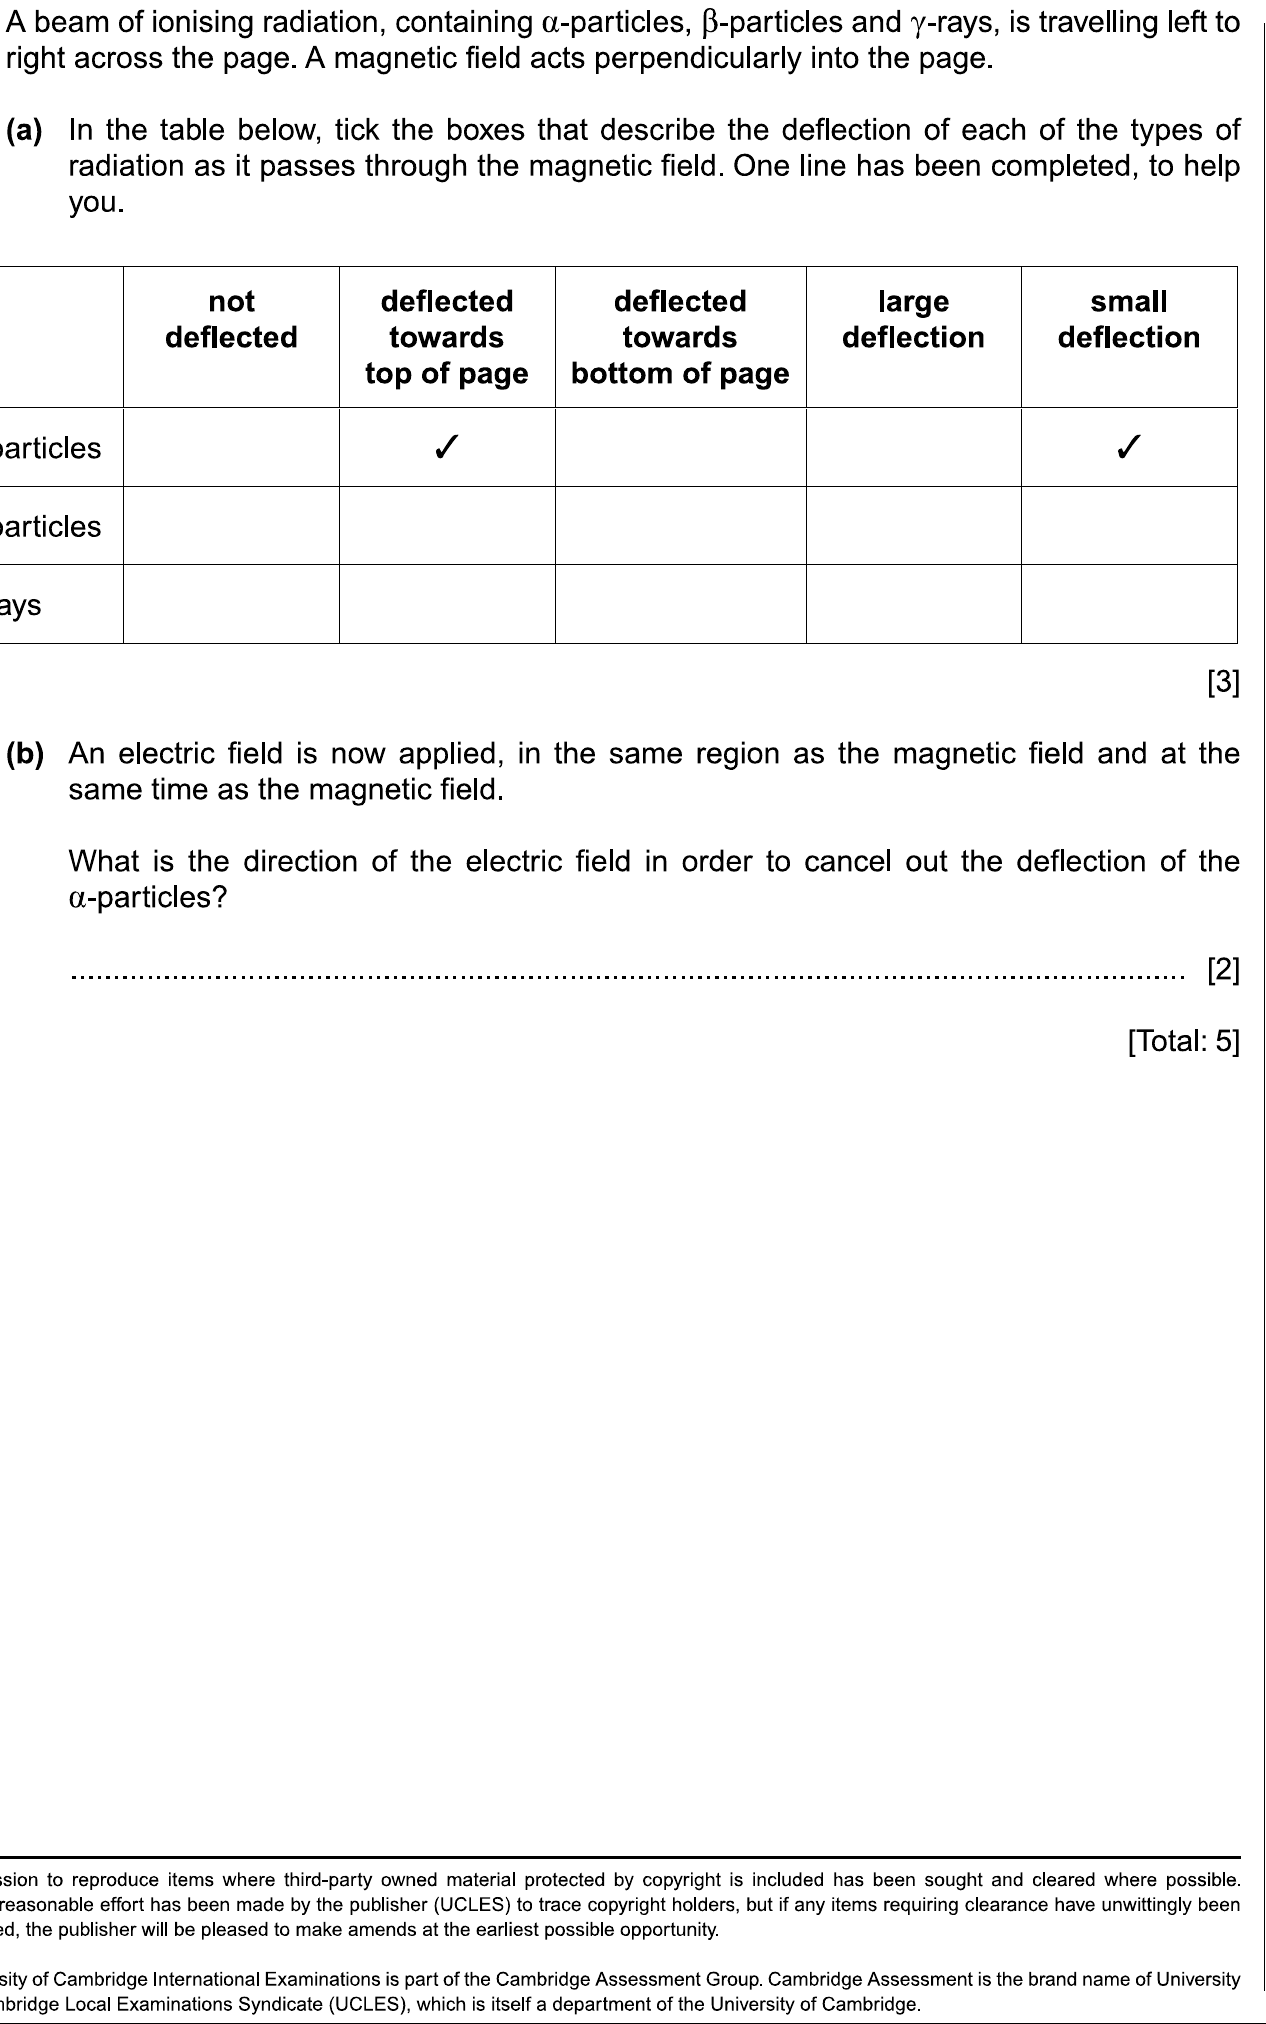 A beam of ionising radiation, containing α-particles, β-particles and γ-rays, is travelling left to
right across the page. A magnetic field acts perpendicularly into the page.
(a) In the table below, tick the boxes that describe the deflection of each of the types of
radiation as it passes through the magnetic field. One line has been completed, to help
you.
not deflected
deflected towards top of page
deflected towards bottom of page
large deflection
small deflection
particles ✓ ✓
particles
ays
[3]
(b) An electric field is now applied, in the same region as the magnetic field and at the
same time as the magnetic field.
What is the direction of the electric field in order to cancel out the deflection of the
α-particles?
.................................................................................................................................. [2]
[Total: 5]
ssion to reproduce items where third-party owned material protected by copyright is included has been sought and cleared where possible.
reasonable effort has been made by the publisher (UCLES) to trace copyright holders, but if any items requiring clearance have unwittingly been
ed, the publisher will be pleased to make amends at the earliest possible opportunity.
sity of Cambridge International Examinations is part of the Cambridge Assessment Group. Cambridge Assessment is the brand name of University
mbridge Local Examinations Syndicate (UCLES), which is itself a department of the University of Cambridge.